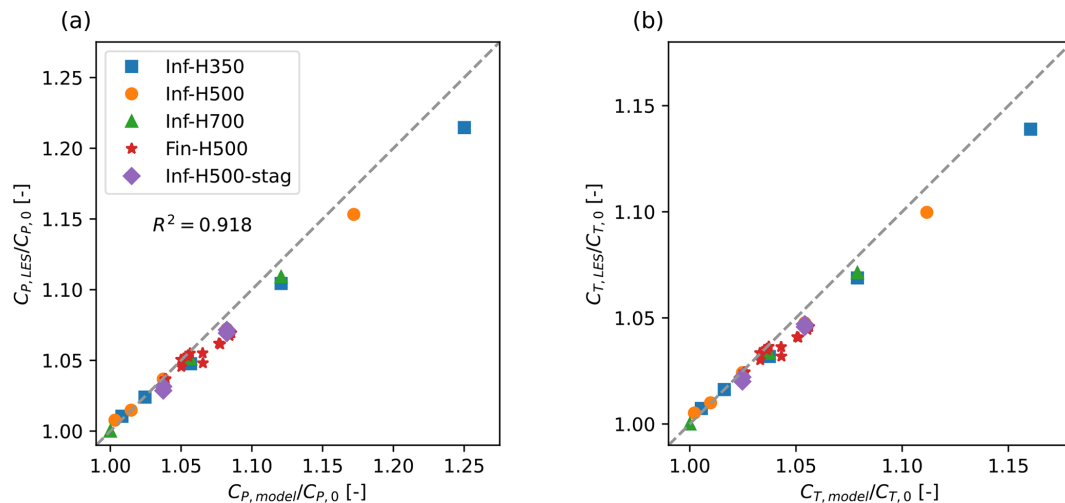 (a)
1.25
1.20
1.15
1.10
1.05
1.00
C_{P,LES}/C_{P,0} [-]
Inf-H350
Inf-H500
Inf-H700
Fin-H500
Inf-H500-stag
R² = 0.918
1.00 1.05 1.10 1.15 1.20 1.25
C_{P,model}/C_{P,0} [-]
(b)
1.15
1.10
1.05
1.00
C_{T,LES}/C_{T,0} [-]
1.00 1.05 1.10 1.15
C_{T,model}/C_{T,0} [-]